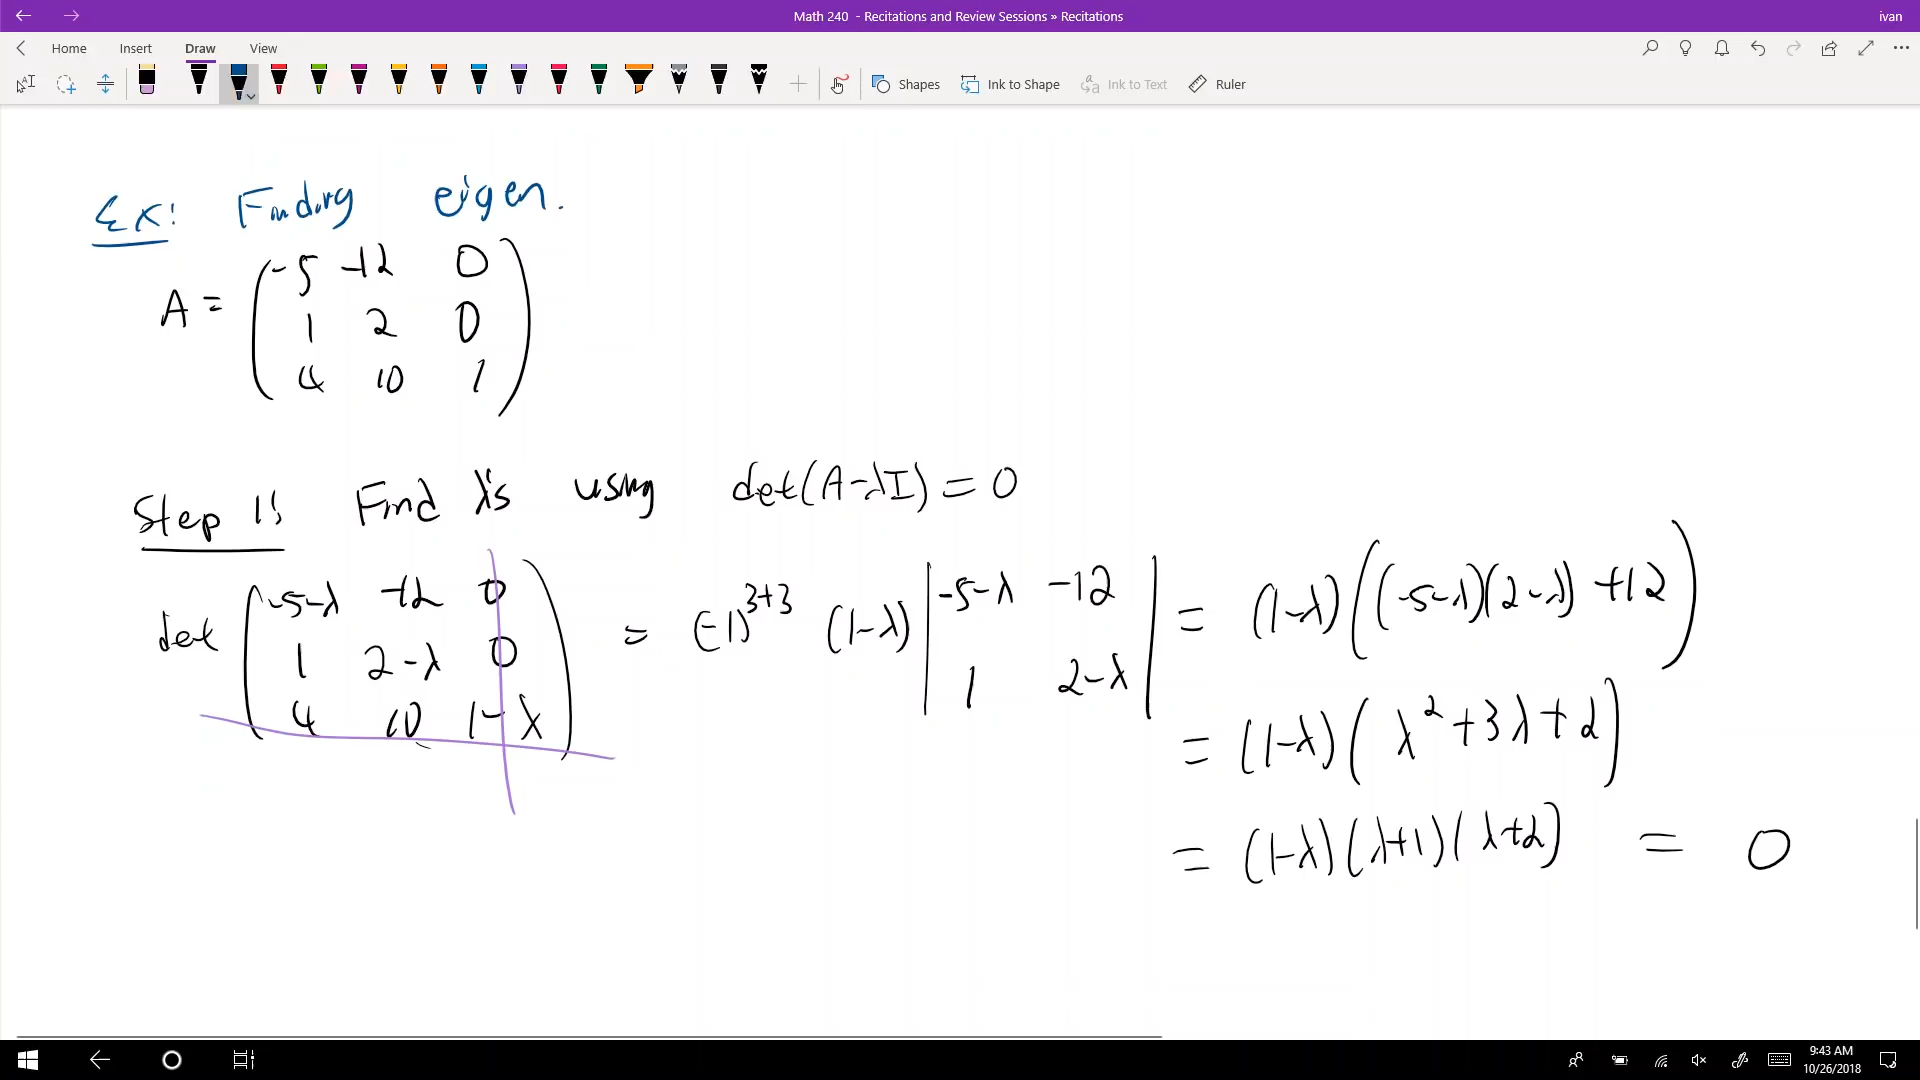 Math 240 - Recitations and Review Sessions » Recitations
ivan
Home Insert Draw View
Shapes Ink to Shape Ink to Text Ruler
Ex: Finding eigen.
A = (-5 -12 0
1 2 0
4 10 1)
Step 1: Find λ's using det(A-λI) = 0
det (-5-λ -12 0
1 2-λ 0
4 10 1-λ)
= (-1)^{3+3} (1-λ) |-5-λ -12
1 2-λ|
= (1-λ)((-5-λ)(2-λ) +12)
= (1-λ)(λ² + 3λ + 2)
= (1-λ)(λ+1)(λ+2) = 0
9:43 AM
10/26/2018